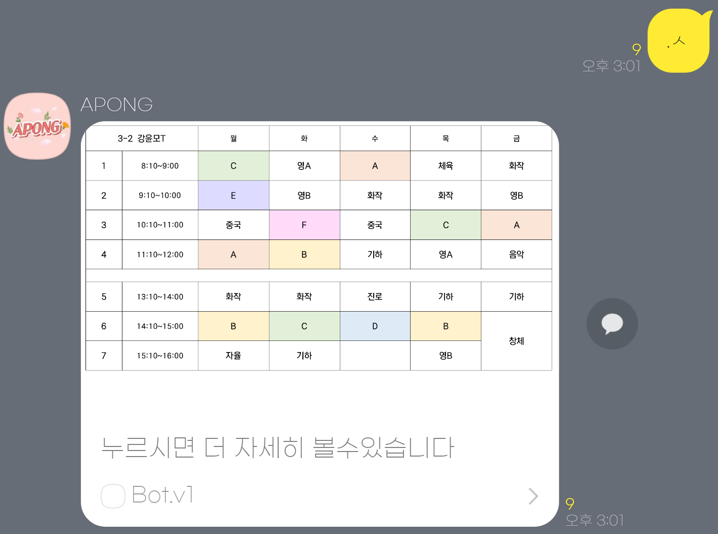 .ㅅ
9
오후 3:01
APONG
APONG
3-2 강윤모T 월 화 수 목 금
1 8:10~9:00 C 영A A 체육 화작
2 9:10~10:00 E 영B 화작 화작 영B
3 10:10~11:00 중국 F 중국 C A
4 11:10~12:00 A B 기하 영A 음악
5 13:10~14:00 화작 화작 진로 기하 기하
6 14:10~15:00 B C D B 창체
7 15:10~16:00 자율 기하 영B
누르시면 더 자세히 볼수있습니다
Bot.v1
9
오후 3:01